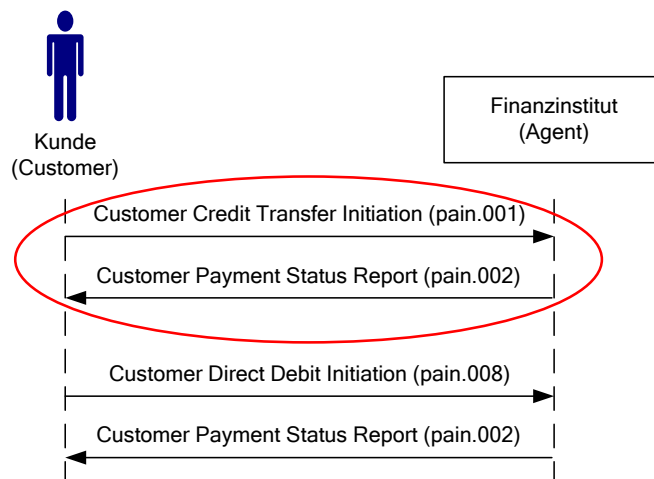 Kunde
(Customer)
Finanzinstitut
(Agent)
Customer Credit Transfer Initiation (pain.001)
Customer Payment Status Report (pain.002)
Customer Direct Debit Initiation (pain.008)
Customer Payment Status Report (pain.002)